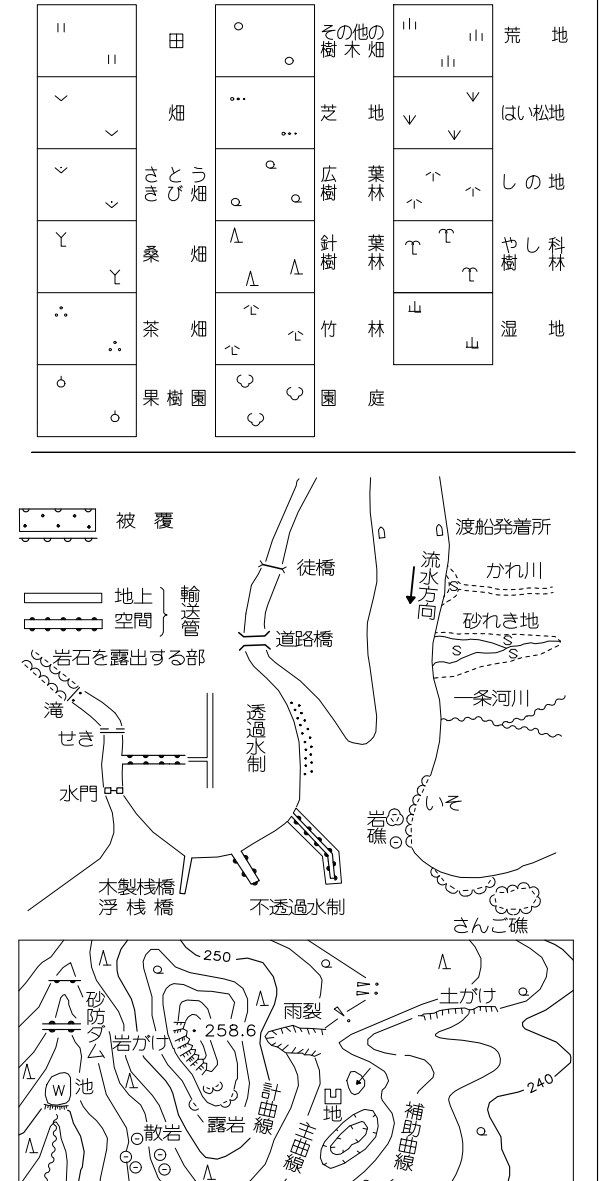 田
畑
さとう
きび畑
桑畑
茶畑
果樹園
その他の
樹木畑
芝地
広葉
樹林
針葉
樹林
竹林
園庭
荒地
はい松地
しの地
やし科
樹林
湿地
被覆
地上
空間
輸送管
岩石を露出する部
滝
せき
水門
木製桟橋
浮桟橋
不透過水制
透過水制
徒橋
道路橋
渡船発着所
流水方向
かれ川
砂れき地
S
S
S
一条河川
いそ
岩礁
さんご礁
250
砂防ダム
岩がけ
258.6
雨裂
土がけ
240
W
池
散岩
露岩
計曲線
主曲線
凹地
補助曲線